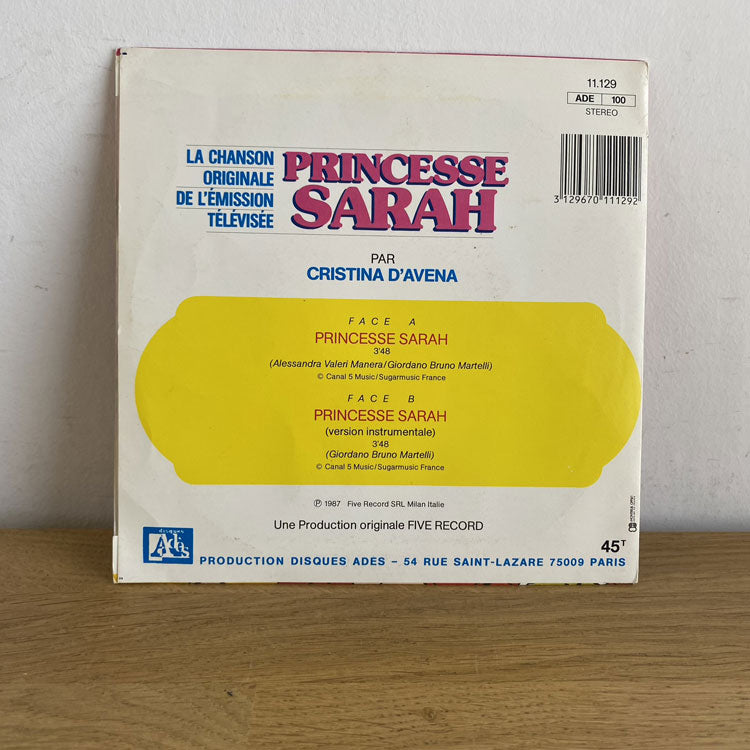 11.129
ADE 100
STEREO
3 129670 111292
LA CHANSON
ORIGINALE
DE L'ÉMISSION
TÉLÉVISÉE
PRINCESSE
SARAH
PAR
CRISTINA D'AVENA
FACE A
PRINCESSE SARAH
3'48
(Alessandra Valeri Manera/Giordano Bruno Martelli)
© Canal 5 Music/Sugarmusic France
FACE B
PRINCESSE SARAH
(version instrumentale)
3'48
(Giordano Bruno Martelli)
© Canal 5 Music/Sugarmusic France
℗ 1987 Five Record SRL Milan Italie
Une Production originale FIVE RECORD
45T
disques
Adès
PRODUCTION DISQUES ADES – 54 RUE SAINT-LAZARE 75009 PARIS